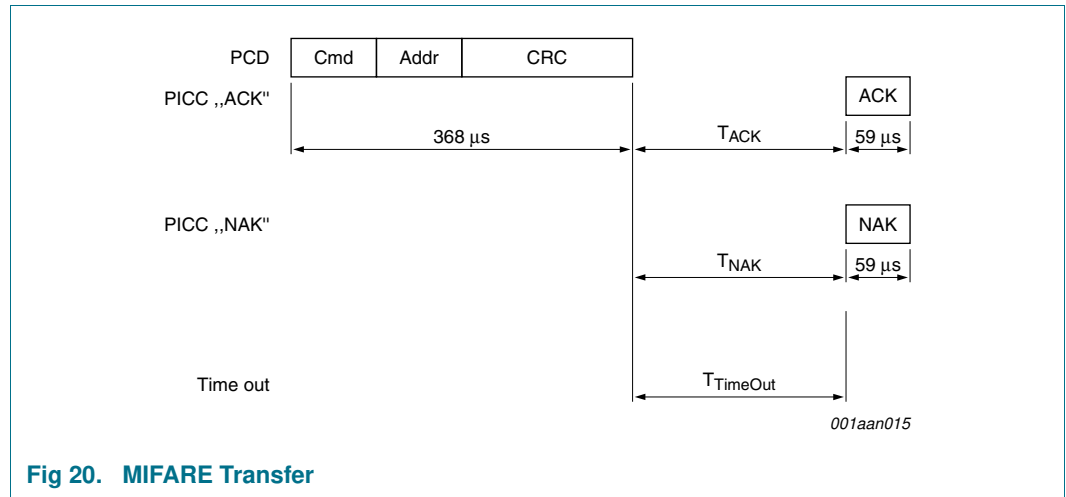 PCD Cmd Addr CRC
PICC ,,ACK" ACK
368 μs TACK 59 μs
PICC ,,NAK" NAK
TNAK 59 μs
Time out TTimeOut
001aan015
Fig 20. MIFARE Transfer